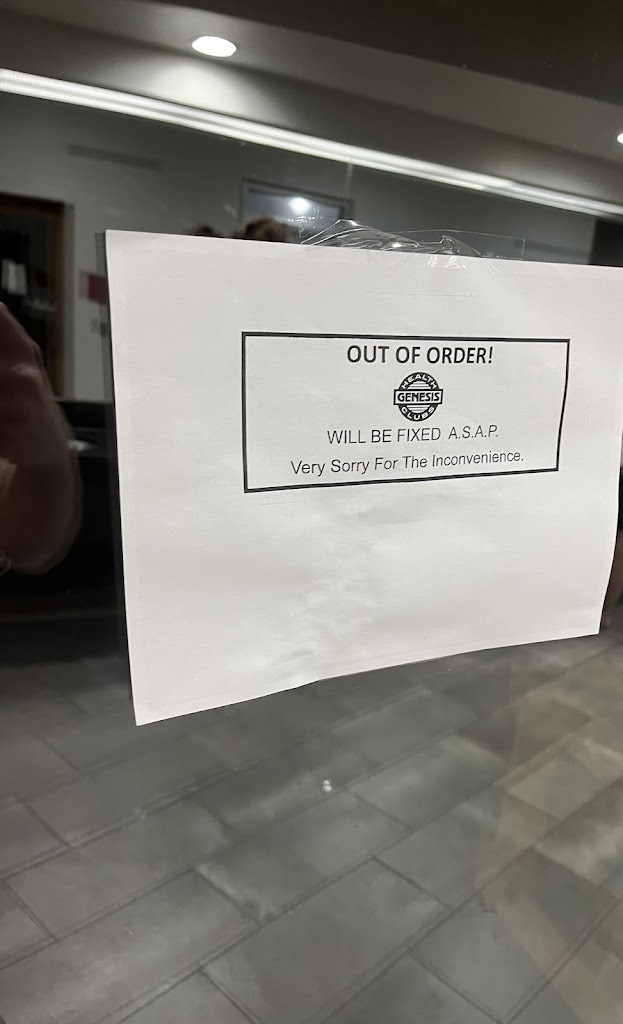 OUT OF ORDER!
HEALTH
GENESIS
CLUBS
WILL BE FIXED A.S.A.P.
Very Sorry For The Inconvenience.